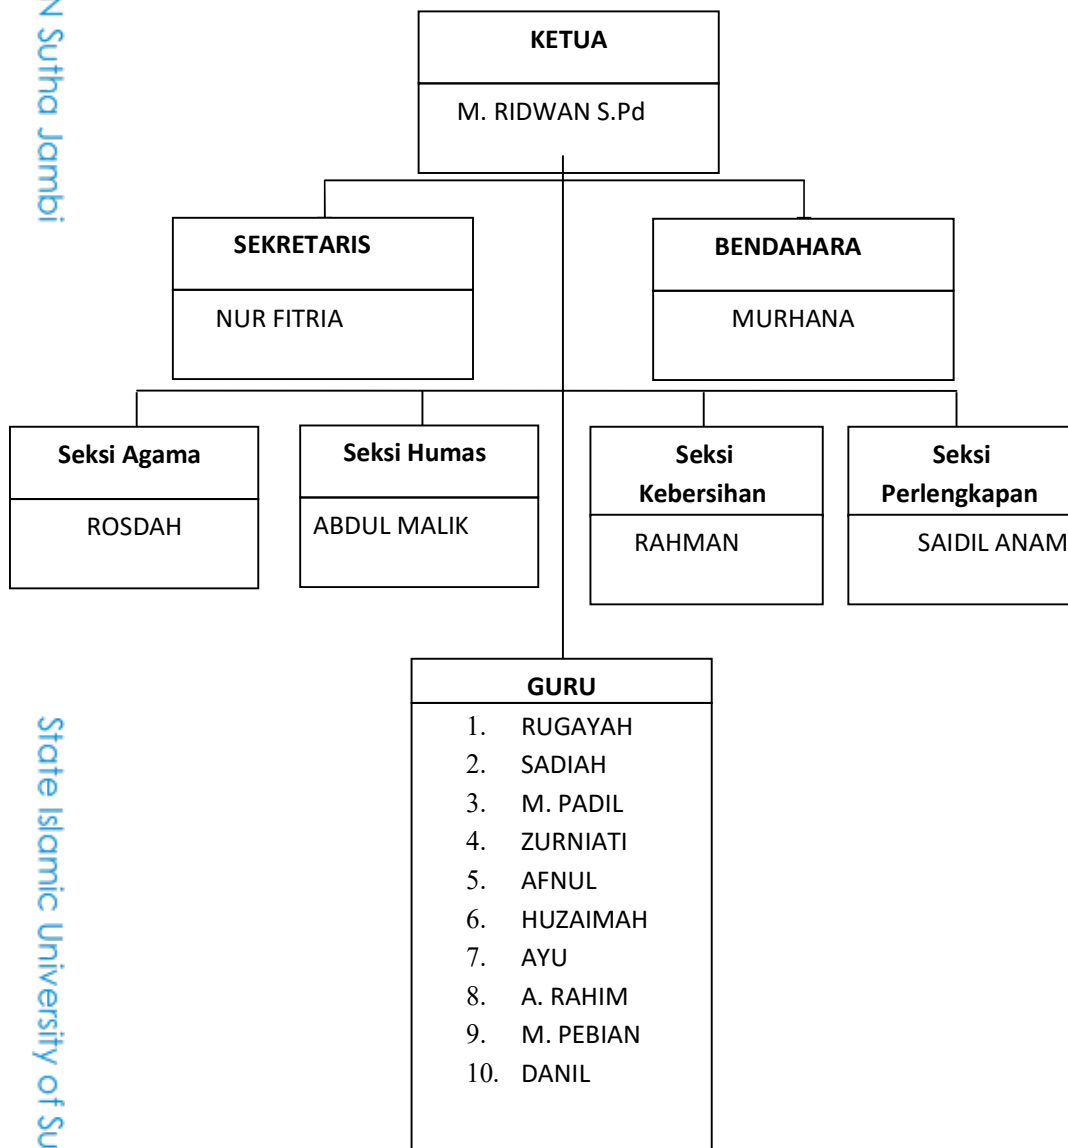 N Sutha Jambi
KETUA
M. RIDWAN S.Pd
SEKRETARIS
NUR FITRIA
BENDAHARA
MURHANA
Seksi Agama
ROSDAH
Seksi Humas
ABDUL MALIK
Seksi
Kebersihan
RAHMAN
Seksi
Perlengkapan
SAIDIL ANAM
GURU
1. RUGAYAH
2. SADIAH
3. M. PADIL
4. ZURNIATI
5. AFNUL
6. HUZAIMAH
7. AYU
8. A. RAHIM
9. M. PEBIAN
10. DANIL
State Islamic University of Su